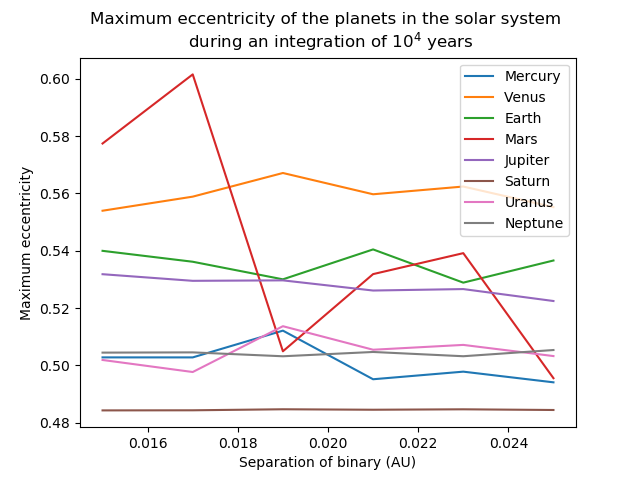 Maximum eccentricity of the planets in the solar system
during an integration of 10⁴ years
Maximum eccentricity
0.60
0.58
0.56
0.54
0.52
0.50
0.48
Mercury
Venus
Earth
Mars
Jupiter
Saturn
Uranus
Neptune
0.016
0.018
0.020
0.022
0.024
Separation of binary (AU)